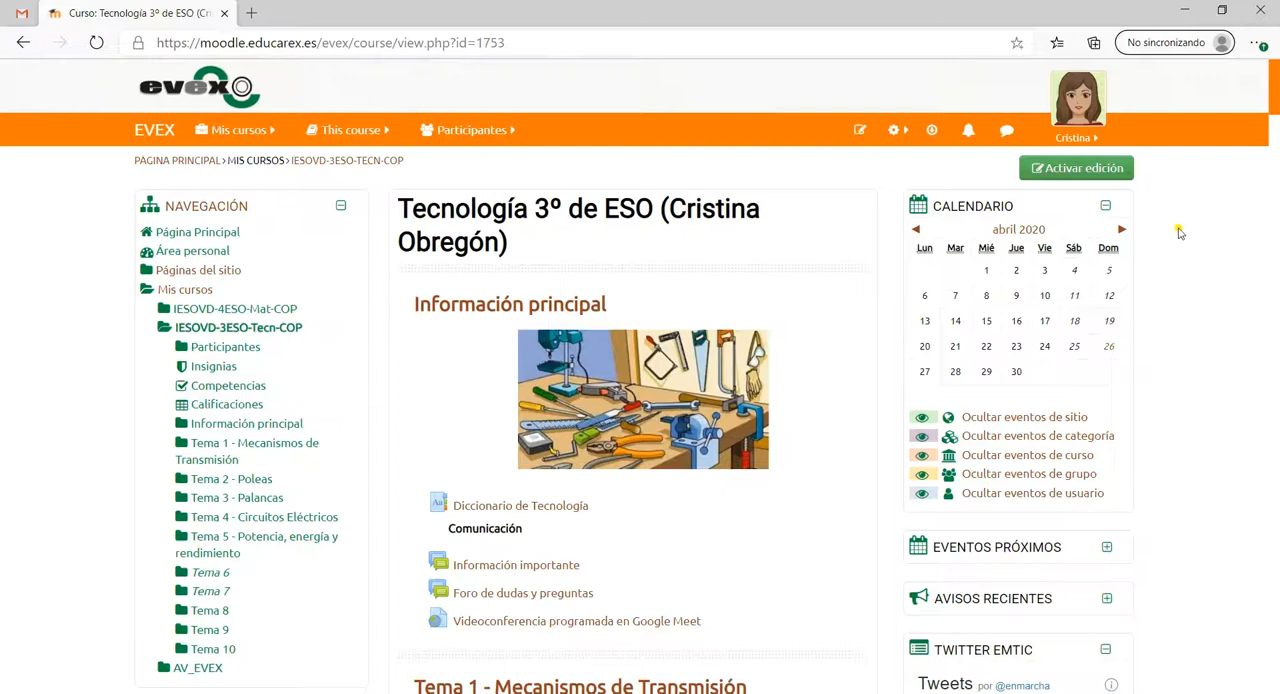 Curso: Tecnología 3º de ESO (Cri
No sincronizando
https://moodle.educarex.es/evex/course/view.php?id=1753
evex
EVEX
Mis cursos
This course
Participantes
Cristina
PÁGINA PRINCIPAL › MIS CURSOS › IESOVD-3ESO-TECN-COP
Activar edición
NAVEGACIÓN
Página Principal
Área personal
Páginas del sitio
Mis cursos
IESOVD-4ESO-Mat-COP
IESOVD-3ESO-Tecn-COP
Participantes
Insignias
Competencias
Calificaciones
Información principal
Tema 1 - Mecanismos de
Transmisión
Tema 2 - Poleas
Tema 3 - Palancas
Tema 4 - Circuitos Eléctricos
Tema 5 - Potencia, energía y
rendimiento
Tema 6
Tema 7
Tema 8
Tema 9
Tema 10
AV_EVEX
Tecnología 3º de ESO (Cristina
Obregón)
Información principal
Diccionario de Tecnología
Comunicación
Información importante
Foro de dudas y preguntas
Videoconferencia programada en Google Meet
Tema 1 - Mecanismos de Transmisión
CALENDARIO
abril 2020
Lun Mar Mié Jue Vie Sáb Dom
1 2 3 4 5
6 7 8 9 10 11 12
13 14 15 16 17 18 19
20 21 22 23 24 25 26
27 28 29 30
Ocultar eventos de sitio
Ocultar eventos de categoría
Ocultar eventos de curso
Ocultar eventos de grupo
Ocultar eventos de usuario
EVENTOS PRÓXIMOS
AVISOS RECIENTES
TWITTER EMTIC
Tweets por @enmarcha